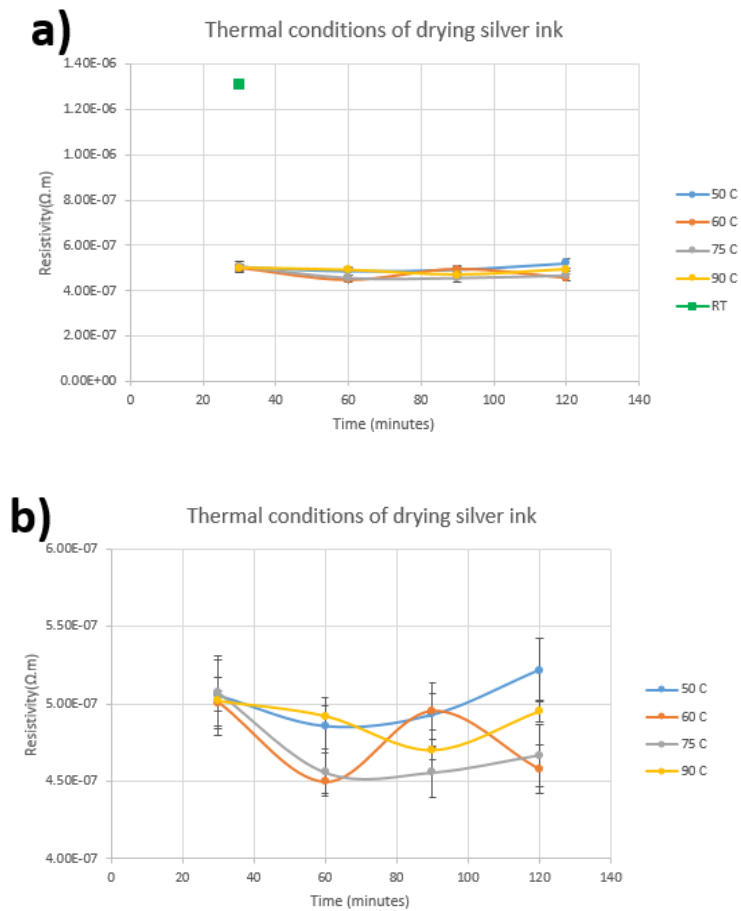 a)
Thermal conditions of drying silver ink
1.40E-06
1.20E-06
1.00E-06
8.00E-07
6.00E-07
4.00E-07
2.00E-07
0.00E+00
Resistivity(Ω.m)
0 20 40 60 80 100 120 140
Time (minutes)
50 C
60 C
75 C
90 C
RT
b)
Thermal conditions of drying silver ink
6.00E-07
5.50E-07
5.00E-07
4.50E-07
4.00E-07
Resistivity(Ω.m)
0 20 40 60 80 100 120 140
Time (minutes)
50 C
60 C
75 C
90 C